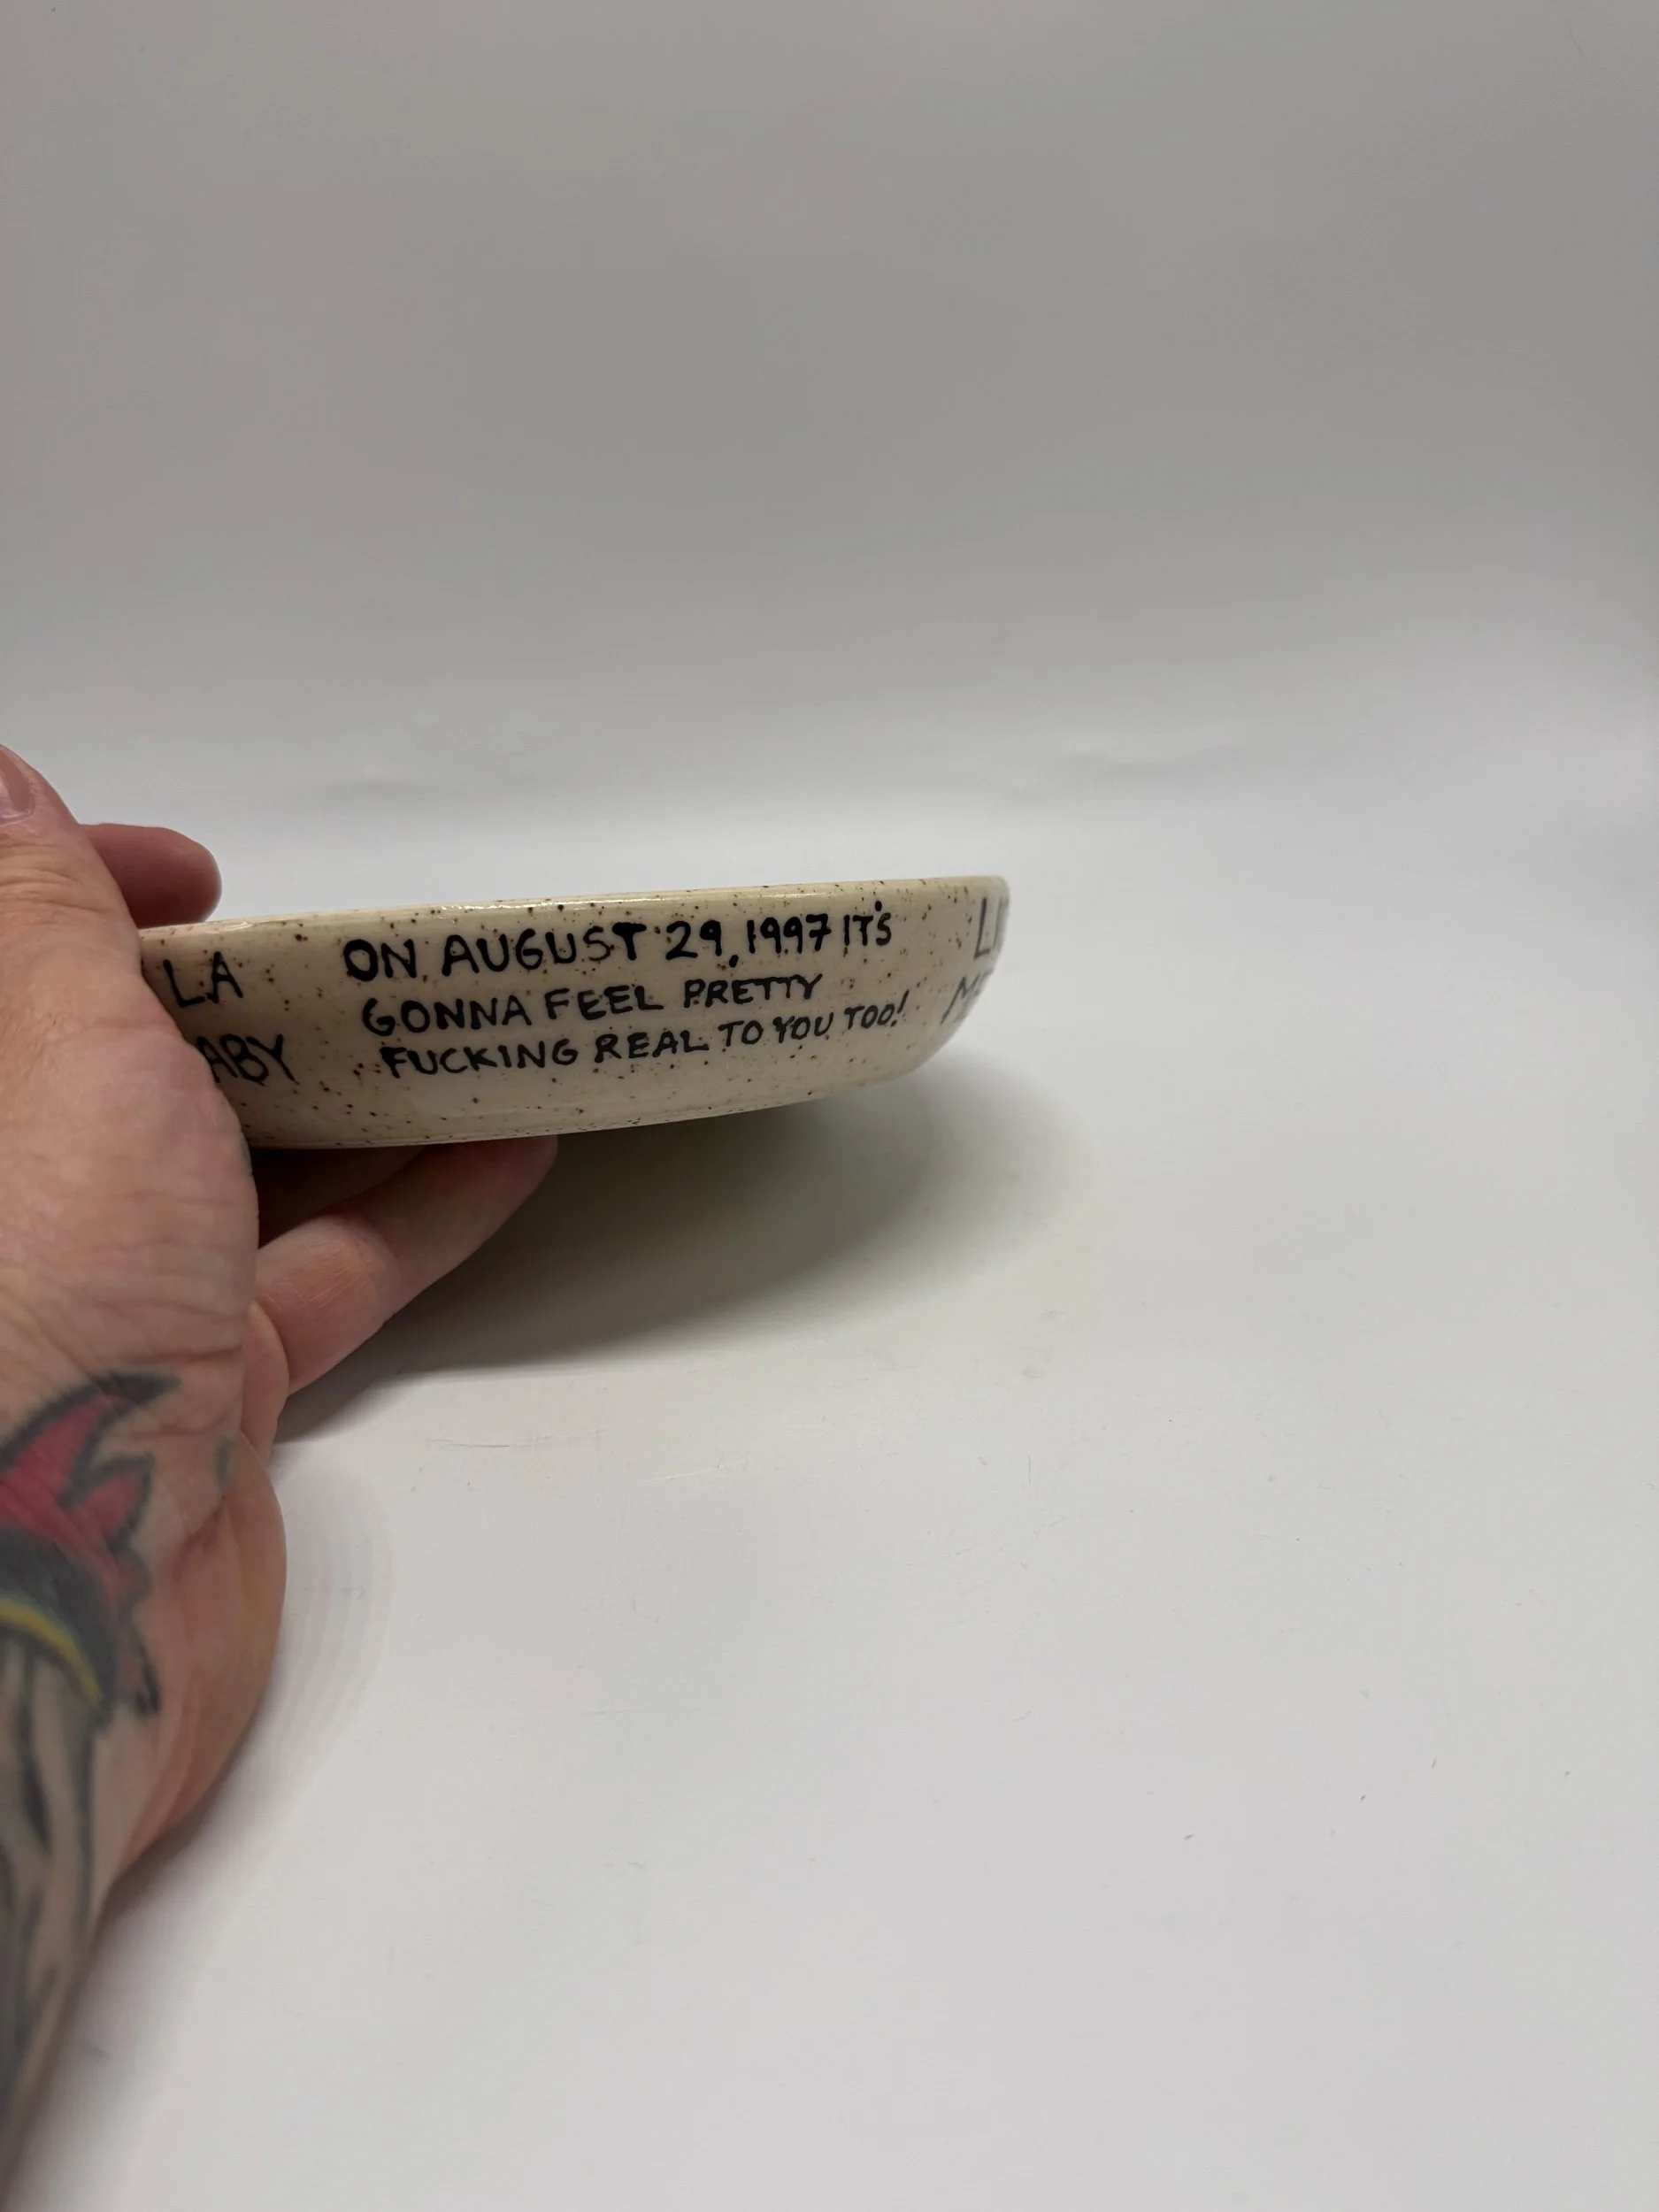 LA
ABY
ON AUGUST 29, 1997 IT'S
GONNA FEEL PRETTY
FUCKING REAL TO YOU TOO!